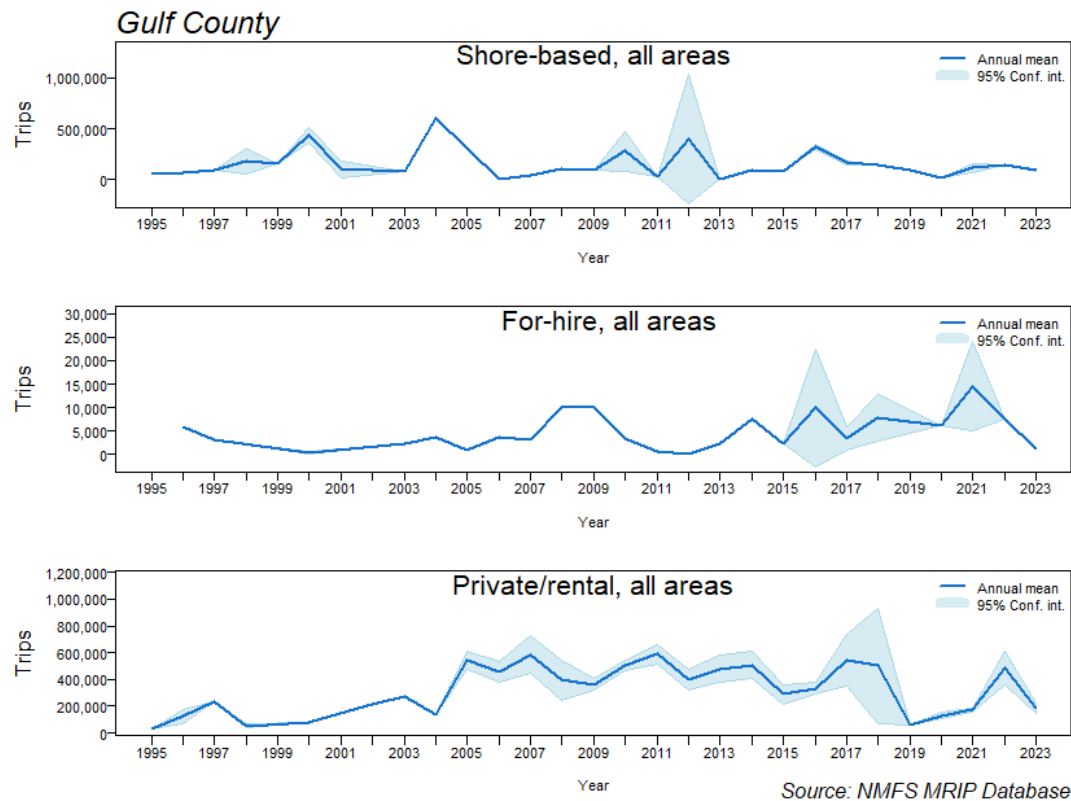 Gulf County
Shore-based, all areas
Annual mean
95% Conf. int.
Trips
1,000,000
500,000
0
1995 1997 1999 2001 2003 2005 2007 2009 2011 2013 2015 2017 2019 2021 2023
Year
For-hire, all areas
Annual mean
95% Conf. int.
Trips
30,000
25,000
20,000
15,000
10,000
5,000
0
1995 1997 1999 2001 2003 2005 2007 2009 2011 2013 2015 2017 2019 2021 2023
Year
Private/rental, all areas
Annual mean
95% Conf. int.
Trips
1,200,000
1,000,000
800,000
600,000
400,000
200,000
0
1995 1997 1999 2001 2003 2005 2007 2009 2011 2013 2015 2017 2019 2021 2023
Year
Source: NMFS MRIP Database